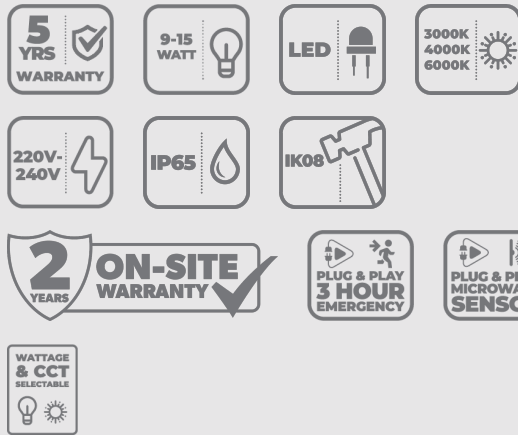 5
YRS
WARRANTY
9-15
WATT
LED
3000K
4000K
6000K
220V-
240V
IP65
IK08
2
YEARS
ON-SITE
WARRANTY
PLUG & PLAY
3 HOUR
EMERGENCY
PLUG &
WATTAGE
& CCT
SELECTABLE